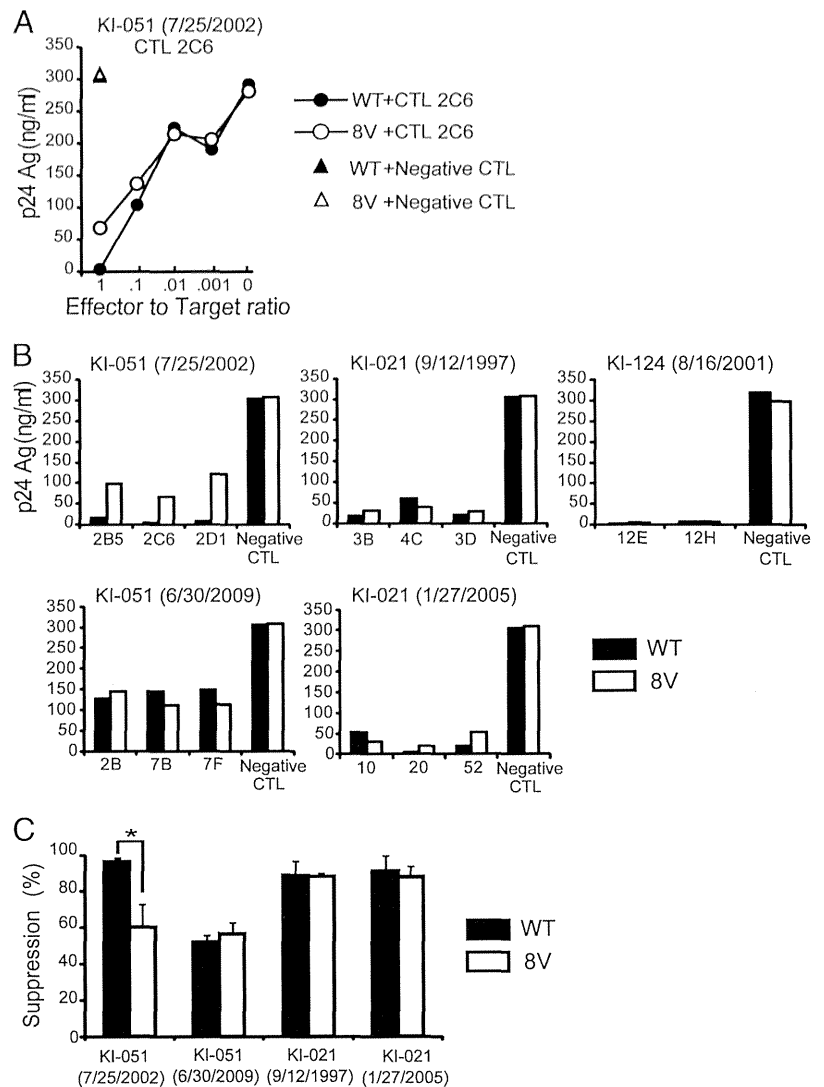 A
KI-051 (7/25/2002)
CTL 2C6
p24 Ag(ng/ml)
350
300
250
200
150
100
50
0
1 .1 .01 .001 0
Effector to Target ratio
WT+CTL 2C6
8V +CTL 2C6
WT+Negative CTL
8V +Negative CTL
B
KI-051 (7/25/2002)
p24 Ag(ng/ml)
350
300
250
200
150
100
50
0
2B5 2C6 2D1 Negative
CTL
KI-021 (9/12/1997)
350
300
250
200
150
100
50
0
3B 4C 3D Negative
CTL
KI-124 (8/16/2001)
350
300
250
200
150
100
50
0
12E 12H Negative
CTL
KI-051 (6/30/2009)
350
300
250
200
150
100
50
0
2B 7B 7F Negative
CTL
KI-021 (1/27/2005)
350
300
250
200
150
100
50
0
10 20 52 Negative
CTL
WT
8V
C
Suppression (%)
100
80
60
40
20
0
*
KI-051 KI-051 KI-021 KI-021
(7/25/2002) (6/30/2009) (9/12/1997) (1/27/2005)
WT
8V